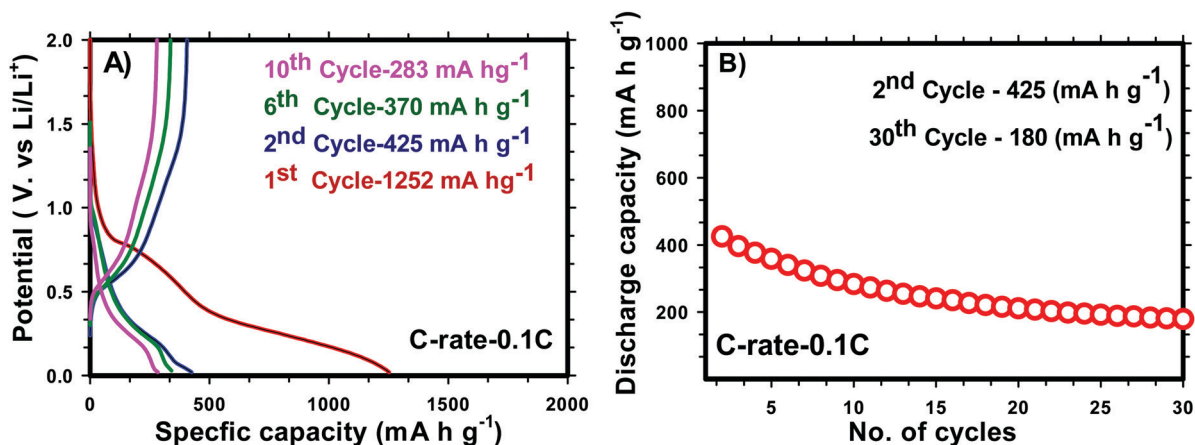 A)
10th Cycle-283 mA hg-1
6th Cycle-370 mA h g-1
2nd Cycle-425 mA h g-1
1st Cycle-1252 mA hg-1
C-rate-0.1C
Potential ( V. vs Li/Li+)
2.0
1.5
1.0
0.5
0.0
0
500
1000
1500
2000
Specfic capacity (mA h g-1)
B)
2nd Cycle - 425 (mA h g-1)
30th Cycle - 180 (mA h g-1)
C-rate-0.1C
Discharge capacity (mA h g-1)
1000
800
600
400
200
5
10
15
20
25
30
No. of cycles